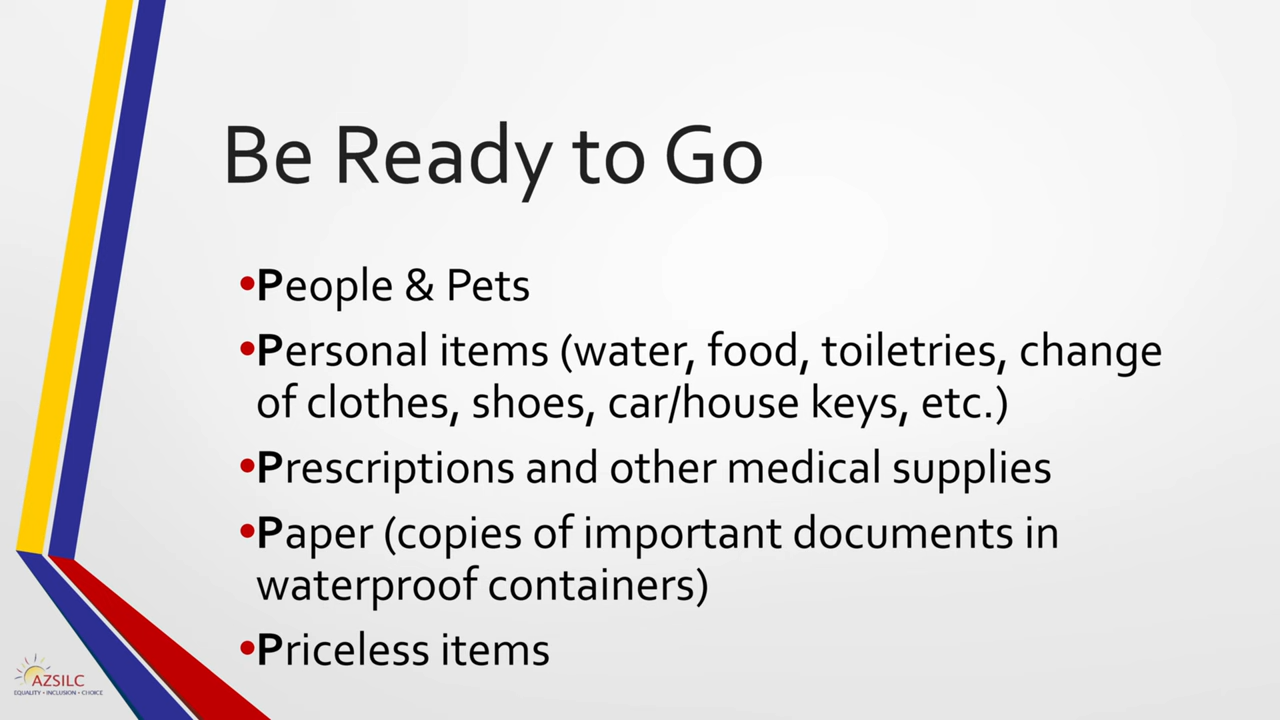 Be Ready to Go
•People & Pets
•Personal items (water, food, toiletries, change
of clothes, shoes, car/house keys, etc.)
•Prescriptions and other medical supplies
•Paper (copies of important documents in
waterproof containers)
•Priceless items
AZSILC
EQUALITY • INCLUSION • CHOICE